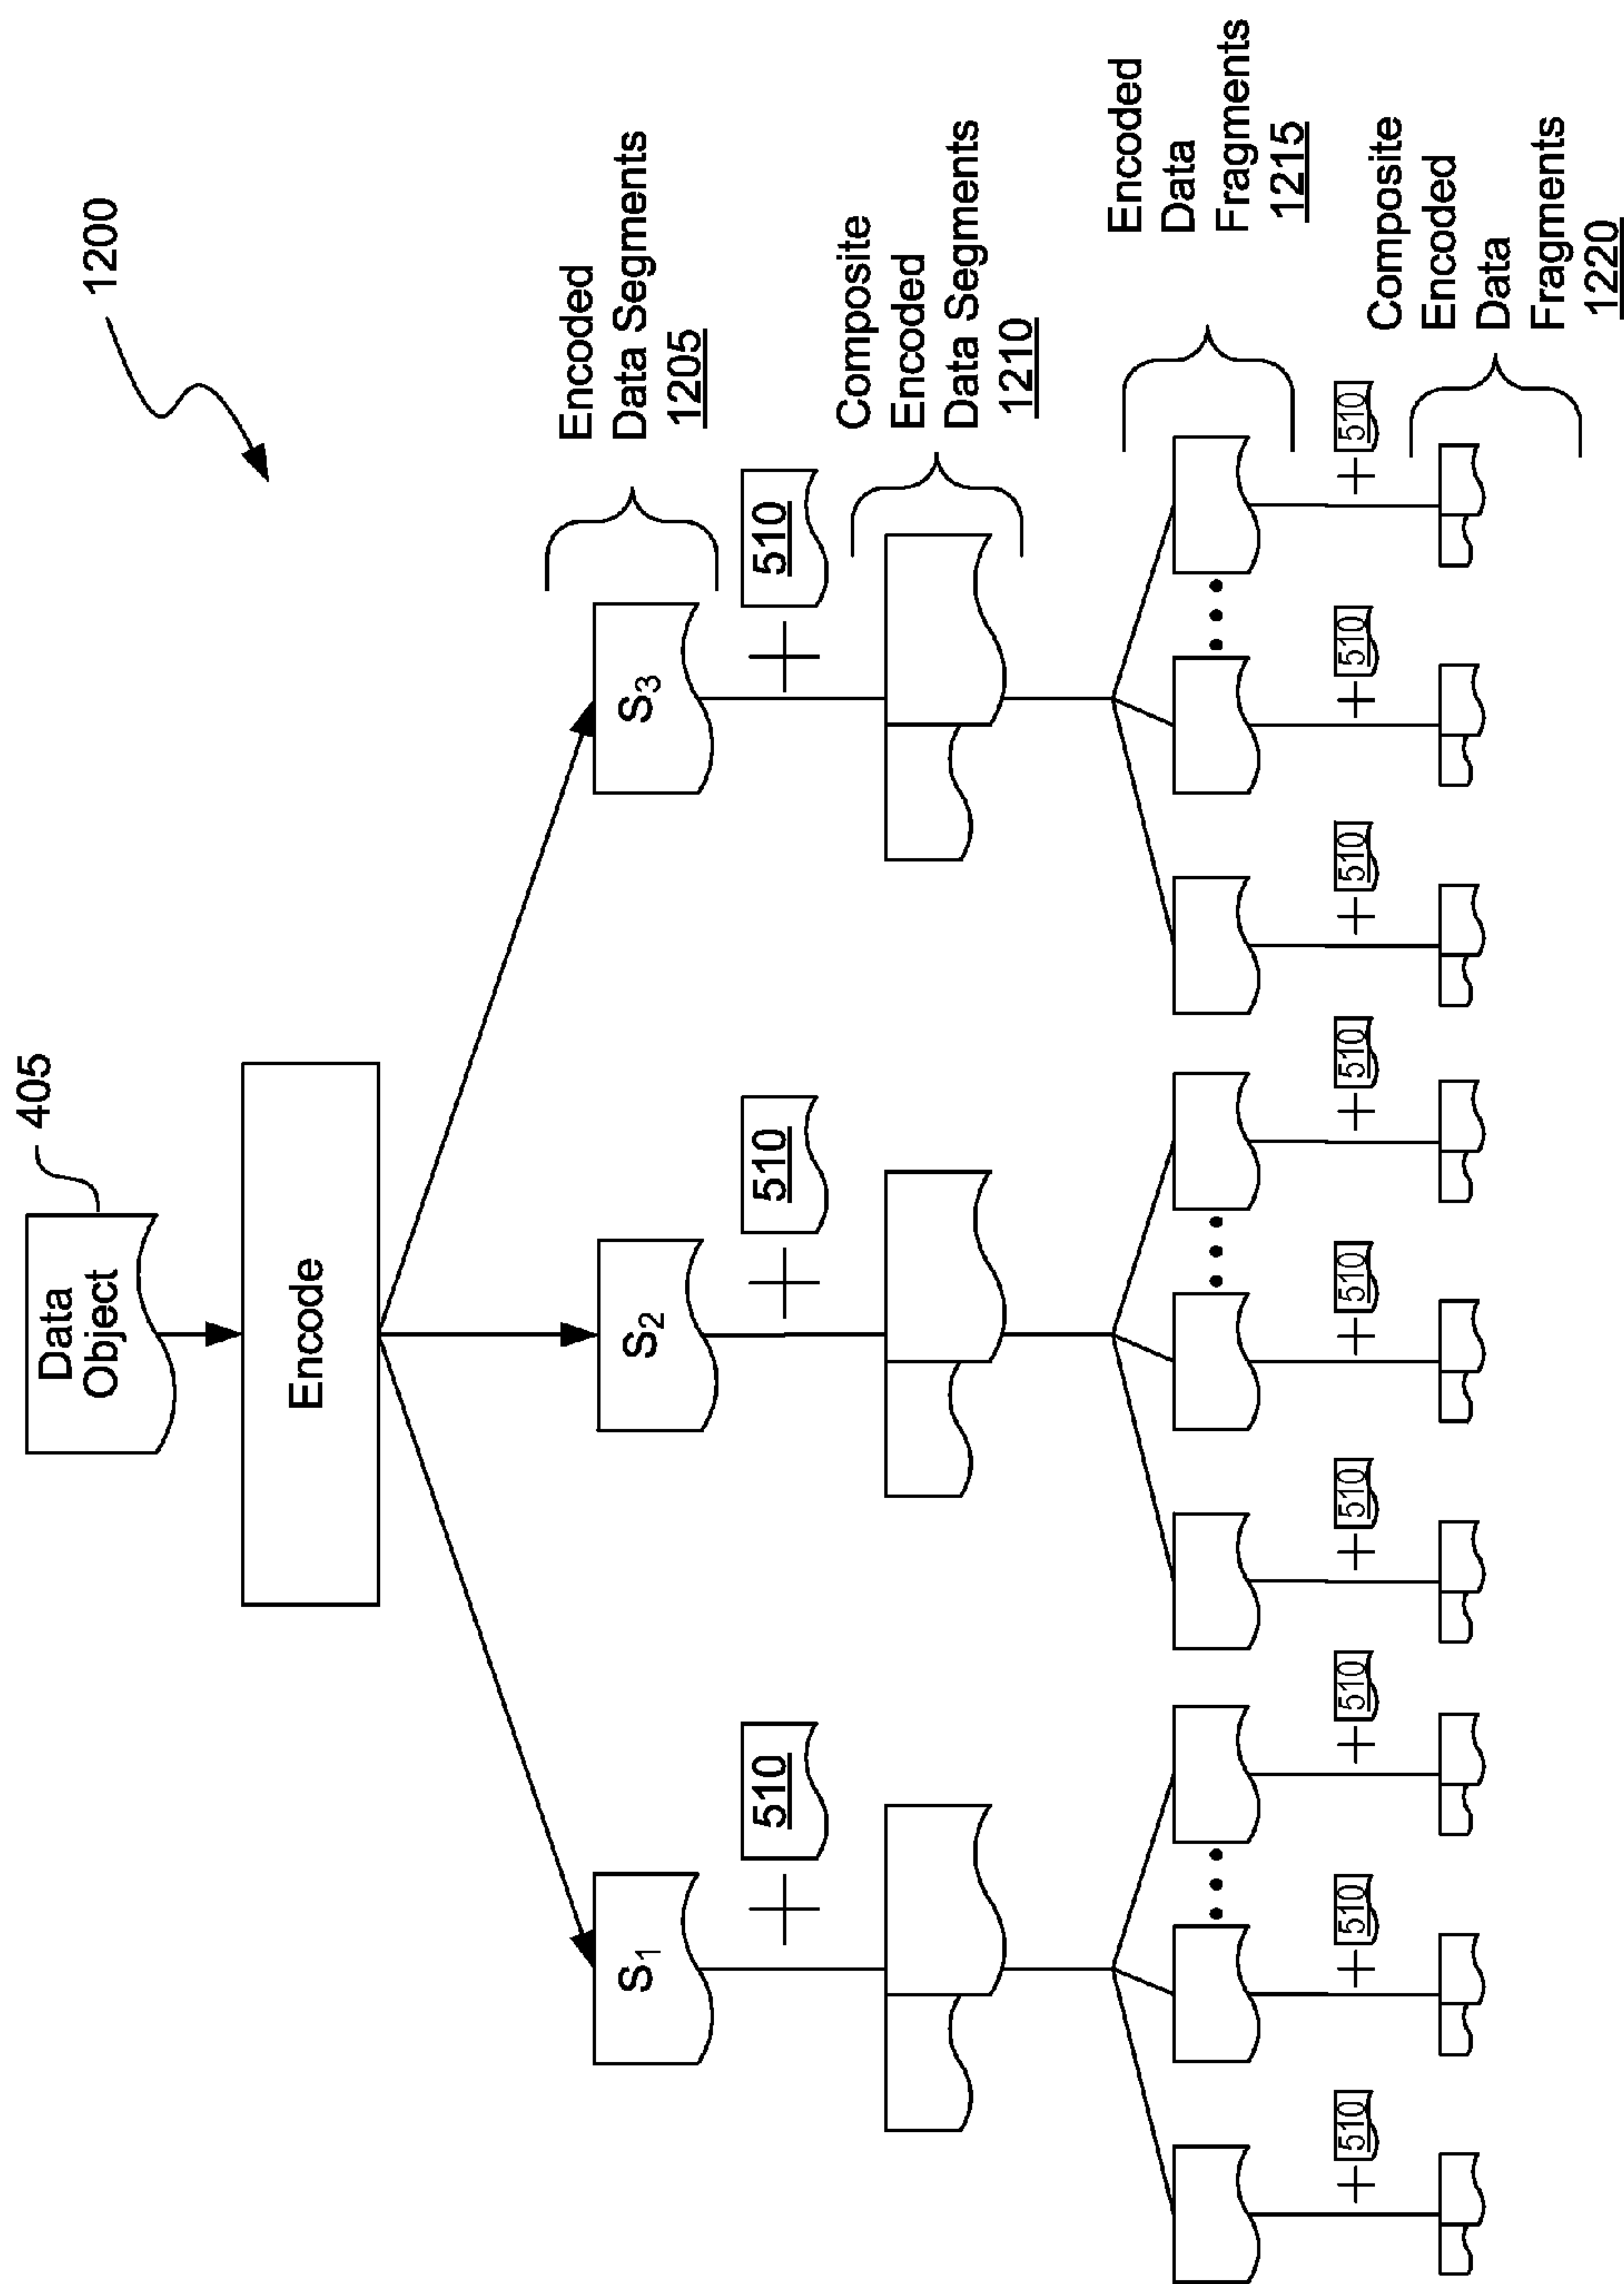 1200
405
Data
Object
Encode
Encoded
Data Segments
1205
S1
S2
S3
510
510
510
Composite
Encoded
Data Segments
1210
Encoded
Data
Fragments
1215
510
510
510
510
510
510
510
510
510
Composite
Encoded
Data
Fragments
1220